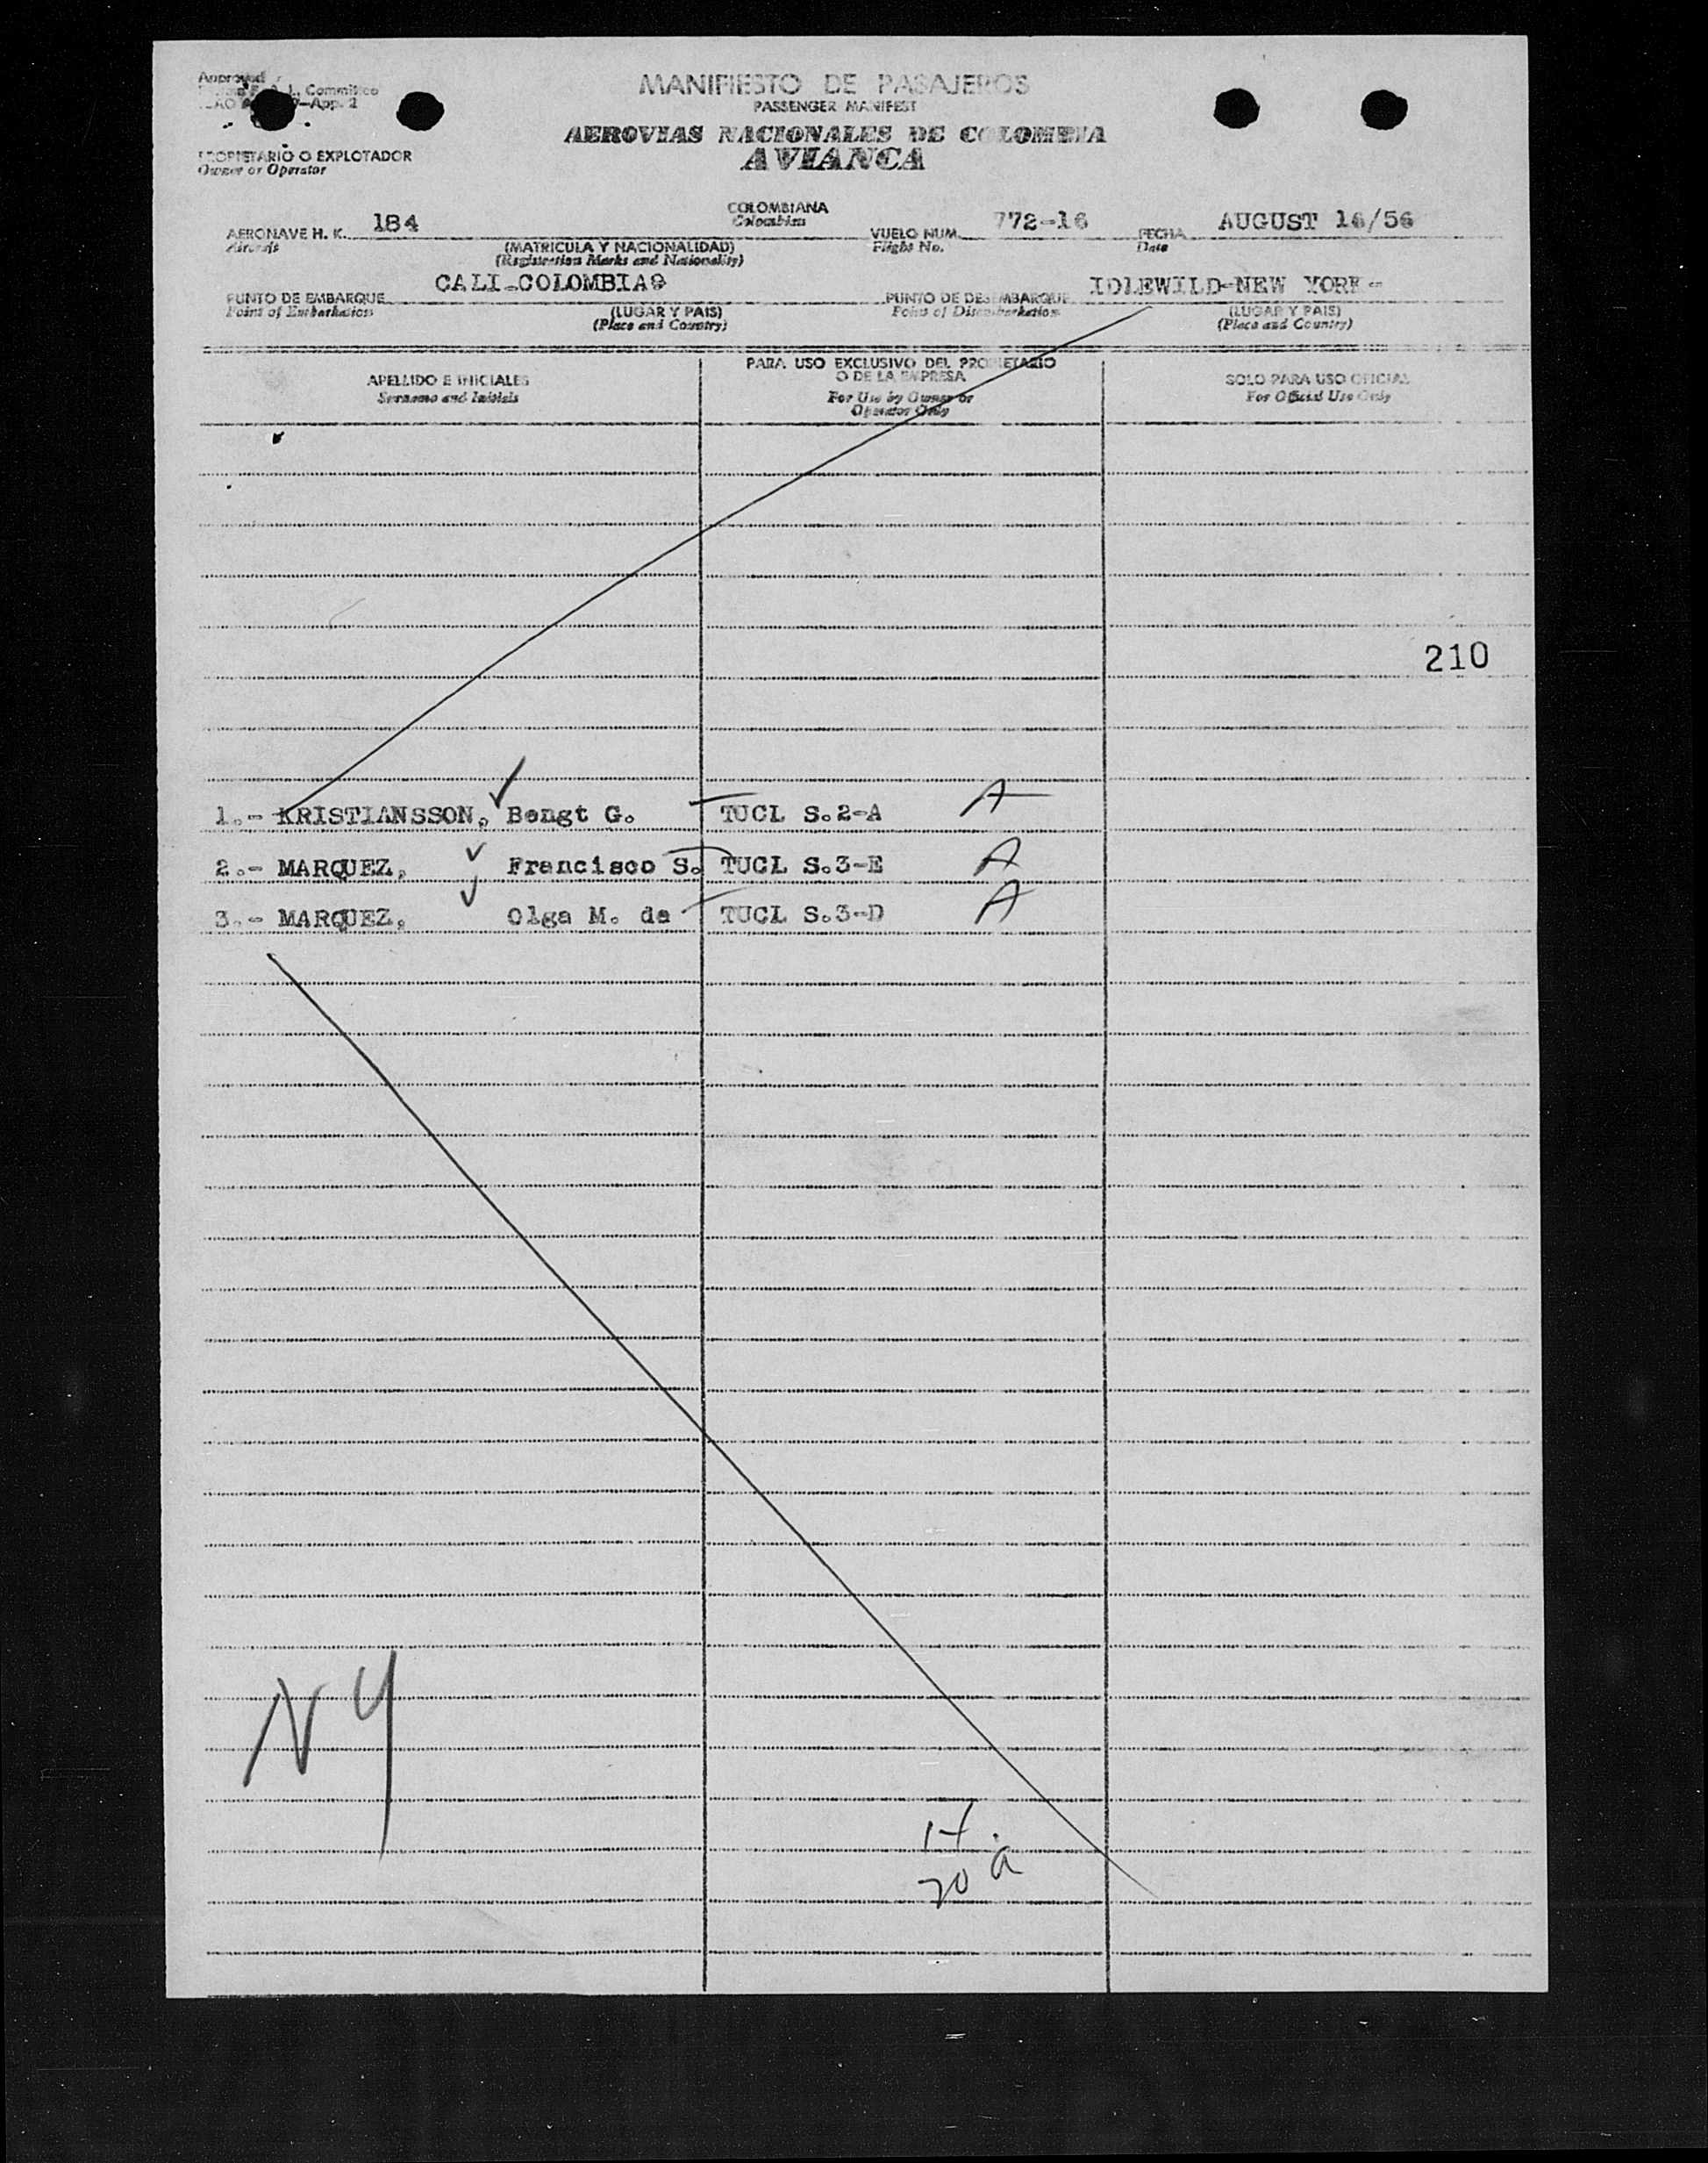 Approved
MANIFIESTO DE PASAJEROS
PASSENGER MANIFEST
AEROVIAS NACIONALES DE COLOMBIA
AVIANCA
PROPIETARIO O EXPLOTADOR
Owner or Operator
AERONAVE H. K. 184 COLOMBIANA VUELO NUM. 772-16 FECHA AUGUST 16/56
Aircraft Colombian Flight No. Date
(MATRICULA Y NACIONALIDAD)
(Registration Marks and Nationality)
PUNTO DE EMBARQUE CALI-COLOMBIA PUNTO DE DESEMBARQUE IDLEWILD-NEW YORK-
Point of Embarkation (LUGAR Y PAIS) Point of Disembarkation (LUGAR Y PAIS)
(Place and Country) (Place and Country)
APELLIDO E INICIALES
Surname and Initials
PARA USO EXCLUSIVO DEL PROPIETARIO
O DE LA EMPRESA
For Use by Owner or
Operator Only
SOLO PARA USO OFICIAL
For Official Use Only
210
1.- KRISTIANSSON, Bengt G. TUCL S.2-A A
2.- MARQUEZ, Francisco S. TUCL S.3-E A
3.- MARQUEZ, Olga M. de TUCL S.3-D A
NY